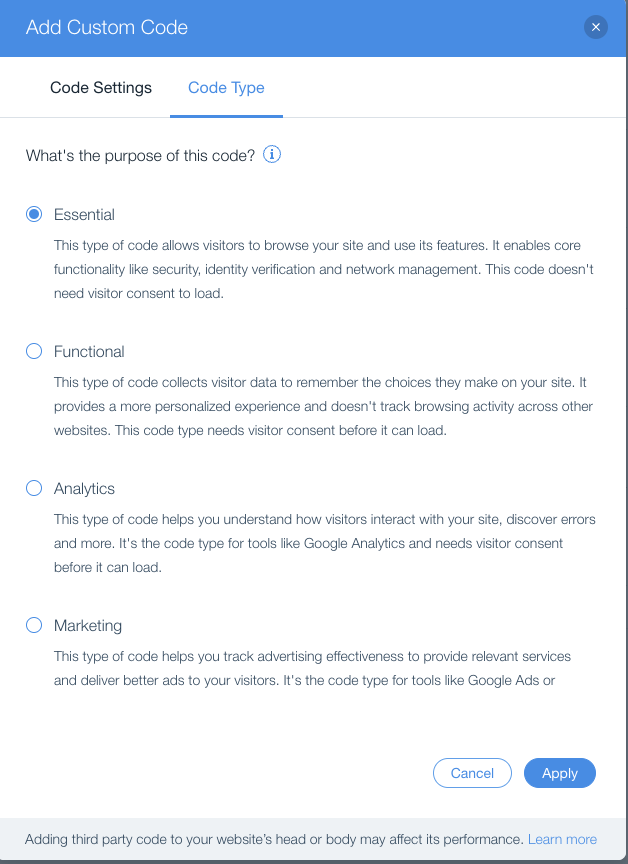 Add Custom Code
Code Settings
Code Type
What's the purpose of this code?
Essential
This type of code allows visitors to browse your site and use its features. It enables core
functionality like security, identity verification and network management. This code doesn't
need visitor consent to load.
Functional
This type of code collects visitor data to remember the choices they make on your site. It
provides a more personalized experience and doesn't track browsing activity across other
websites. This code type needs visitor consent before it can load.
Analytics
This type of code helps you understand how visitors interact with your site, discover errors
and more. It's the code type for tools like Google Analytics and needs visitor consent
before it can load.
Marketing
This type of code helps you track advertising effectiveness to provide relevant services
and deliver better ads to your visitors. It's the code type for tools like Google Ads or
Cancel
Apply
Adding third party code to your website’s head or body may affect its performance. Learn more